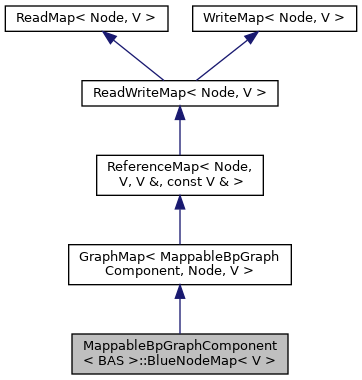 ReadMap< Node, V >
WriteMap< Node, V >
ReadWriteMap< Node, V >
ReferenceMap< Node,
V, V &, const V & >
GraphMap< MappableBpGraph
Component, Node, V >
MappableBpGraphComponent
< BAS >::BlueNodeMap< V >